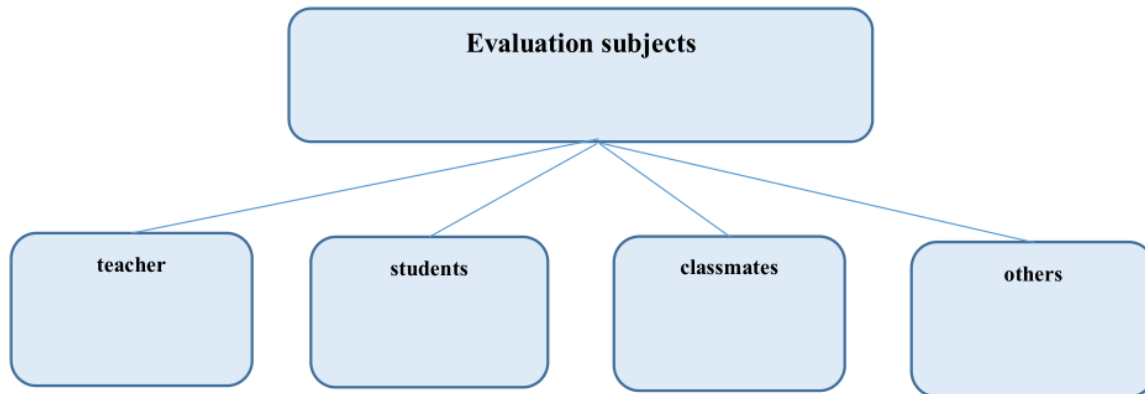 Evaluation subjects
teacher
students
classmates
others